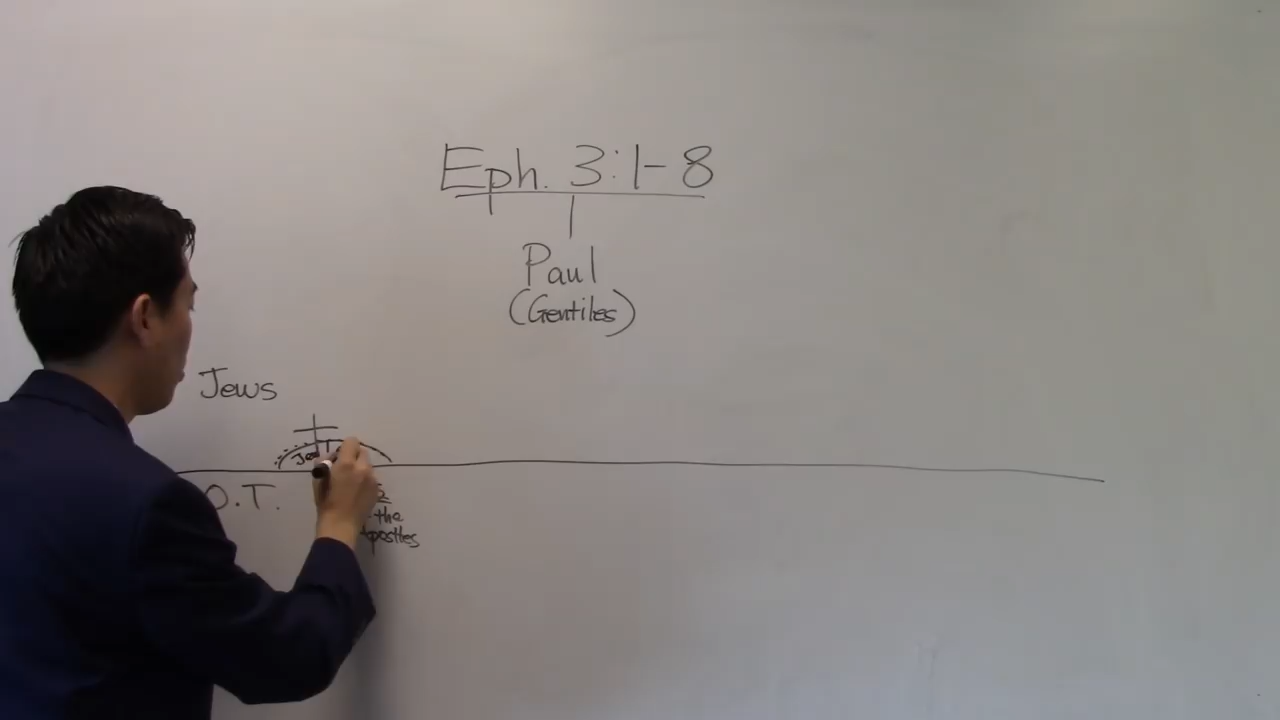 Eph. 3:1-8
Paul
(Gentiles)
Jews
O.T.
the
Apostles